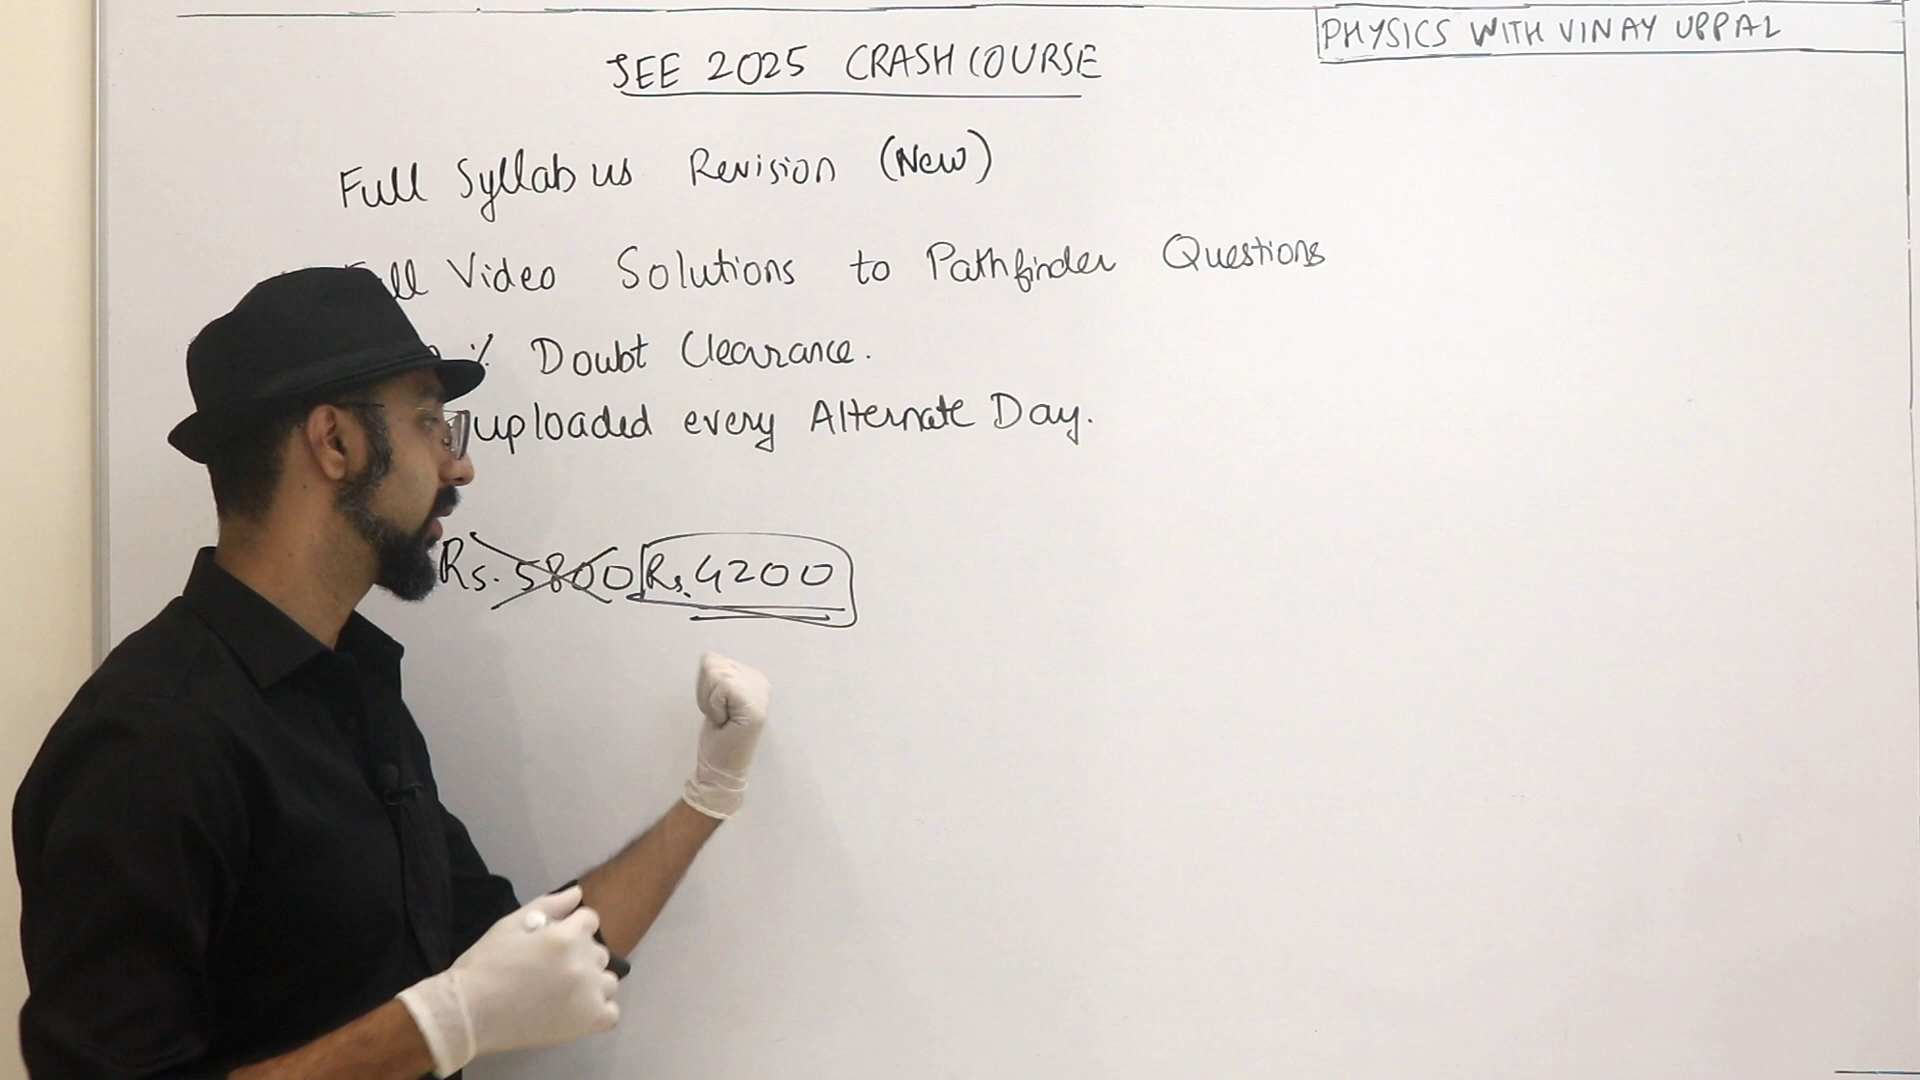 PHYSICS WITH VINAY UPPAL
JEE 2025 CRASH COURSE
Full Syllabus Revision (New)
Video Solutions to Pathfinder Questions
% Doubt Clearance.
uploaded every Alternate Day.
Rs. 5800 Rs. 4200